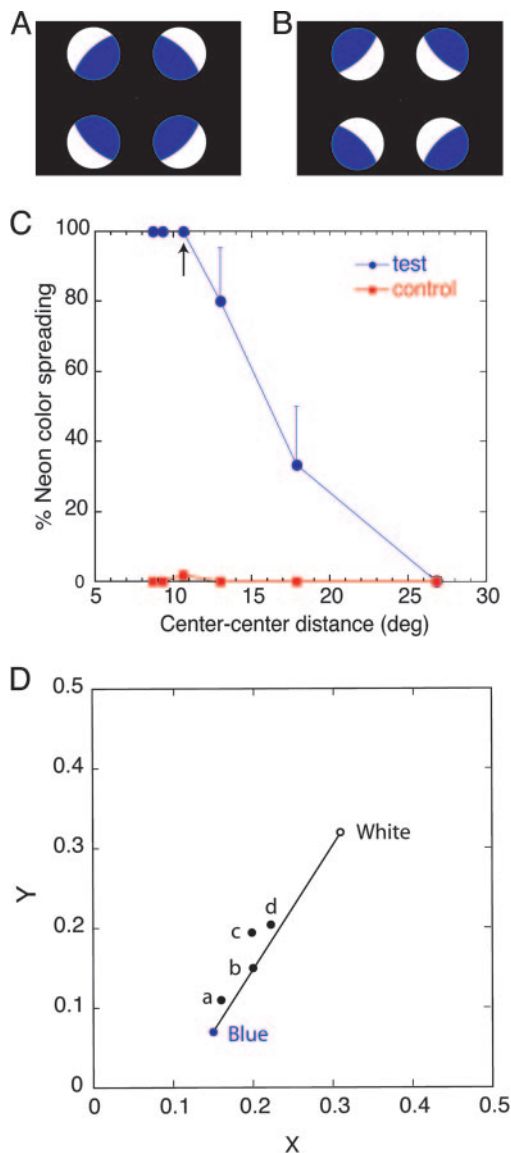 A
B
C
100
80
60
40
20
0
% Neon color spreading
test
control
5 10 15 20 25 30
Center-center distance (deg)
D
0.5
0.4
0.3
0.2
0.1
0
Y
White
d
c
b
a
Blue
0 0.1 0.2 0.3 0.4 0.5
X